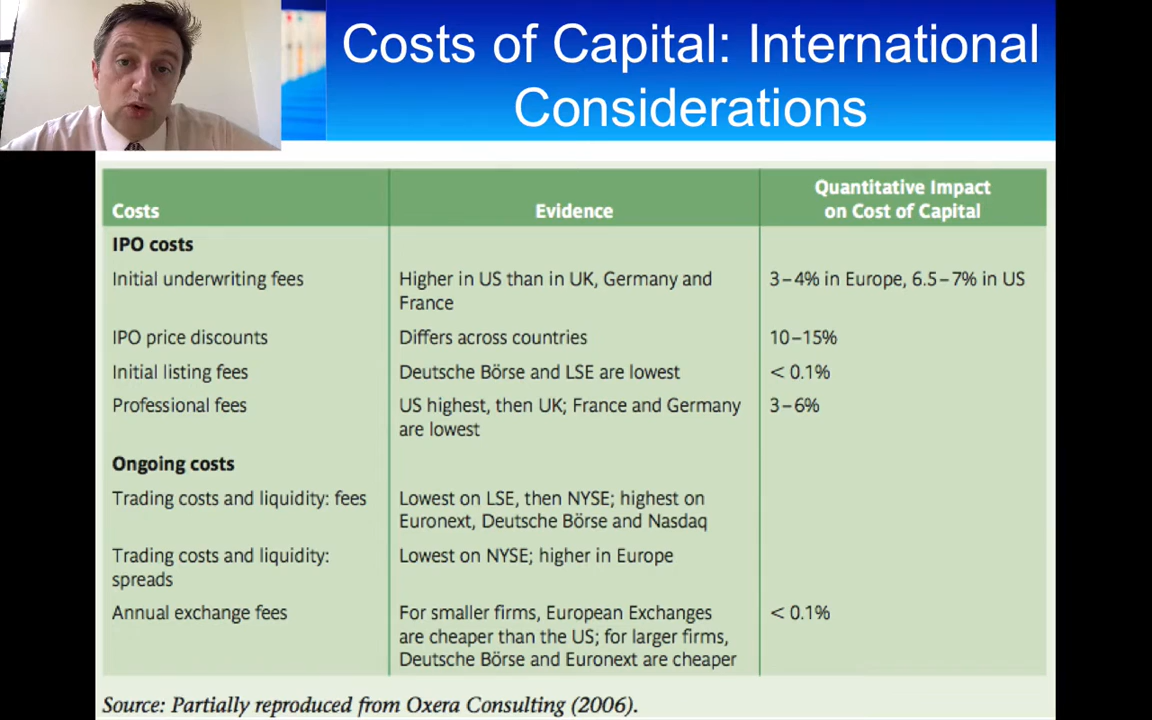 Costs of Capital: International
Considerations
Costs
Evidence
Quantitative Impact
on Cost of Capital
IPO costs
Initial underwriting fees
Higher in US than in UK, Germany and
France
3–4% in Europe, 6.5–7% in US
IPO price discounts
Differs across countries
10–15%
Initial listing fees
Deutsche Börse and LSE are lowest
< 0.1%
Professional fees
US highest, then UK; France and Germany
are lowest
3–6%
Ongoing costs
Trading costs and liquidity: fees
Lowest on LSE, then NYSE; highest on
Euronext, Deutsche Börse and Nasdaq
Trading costs and liquidity:
spreads
Lowest on NYSE; higher in Europe
Annual exchange fees
For smaller firms, European Exchanges
are cheaper than the US; for larger firms,
Deutsche Börse and Euronext are cheaper
< 0.1%
Source: Partially reproduced from Oxera Consulting (2006).